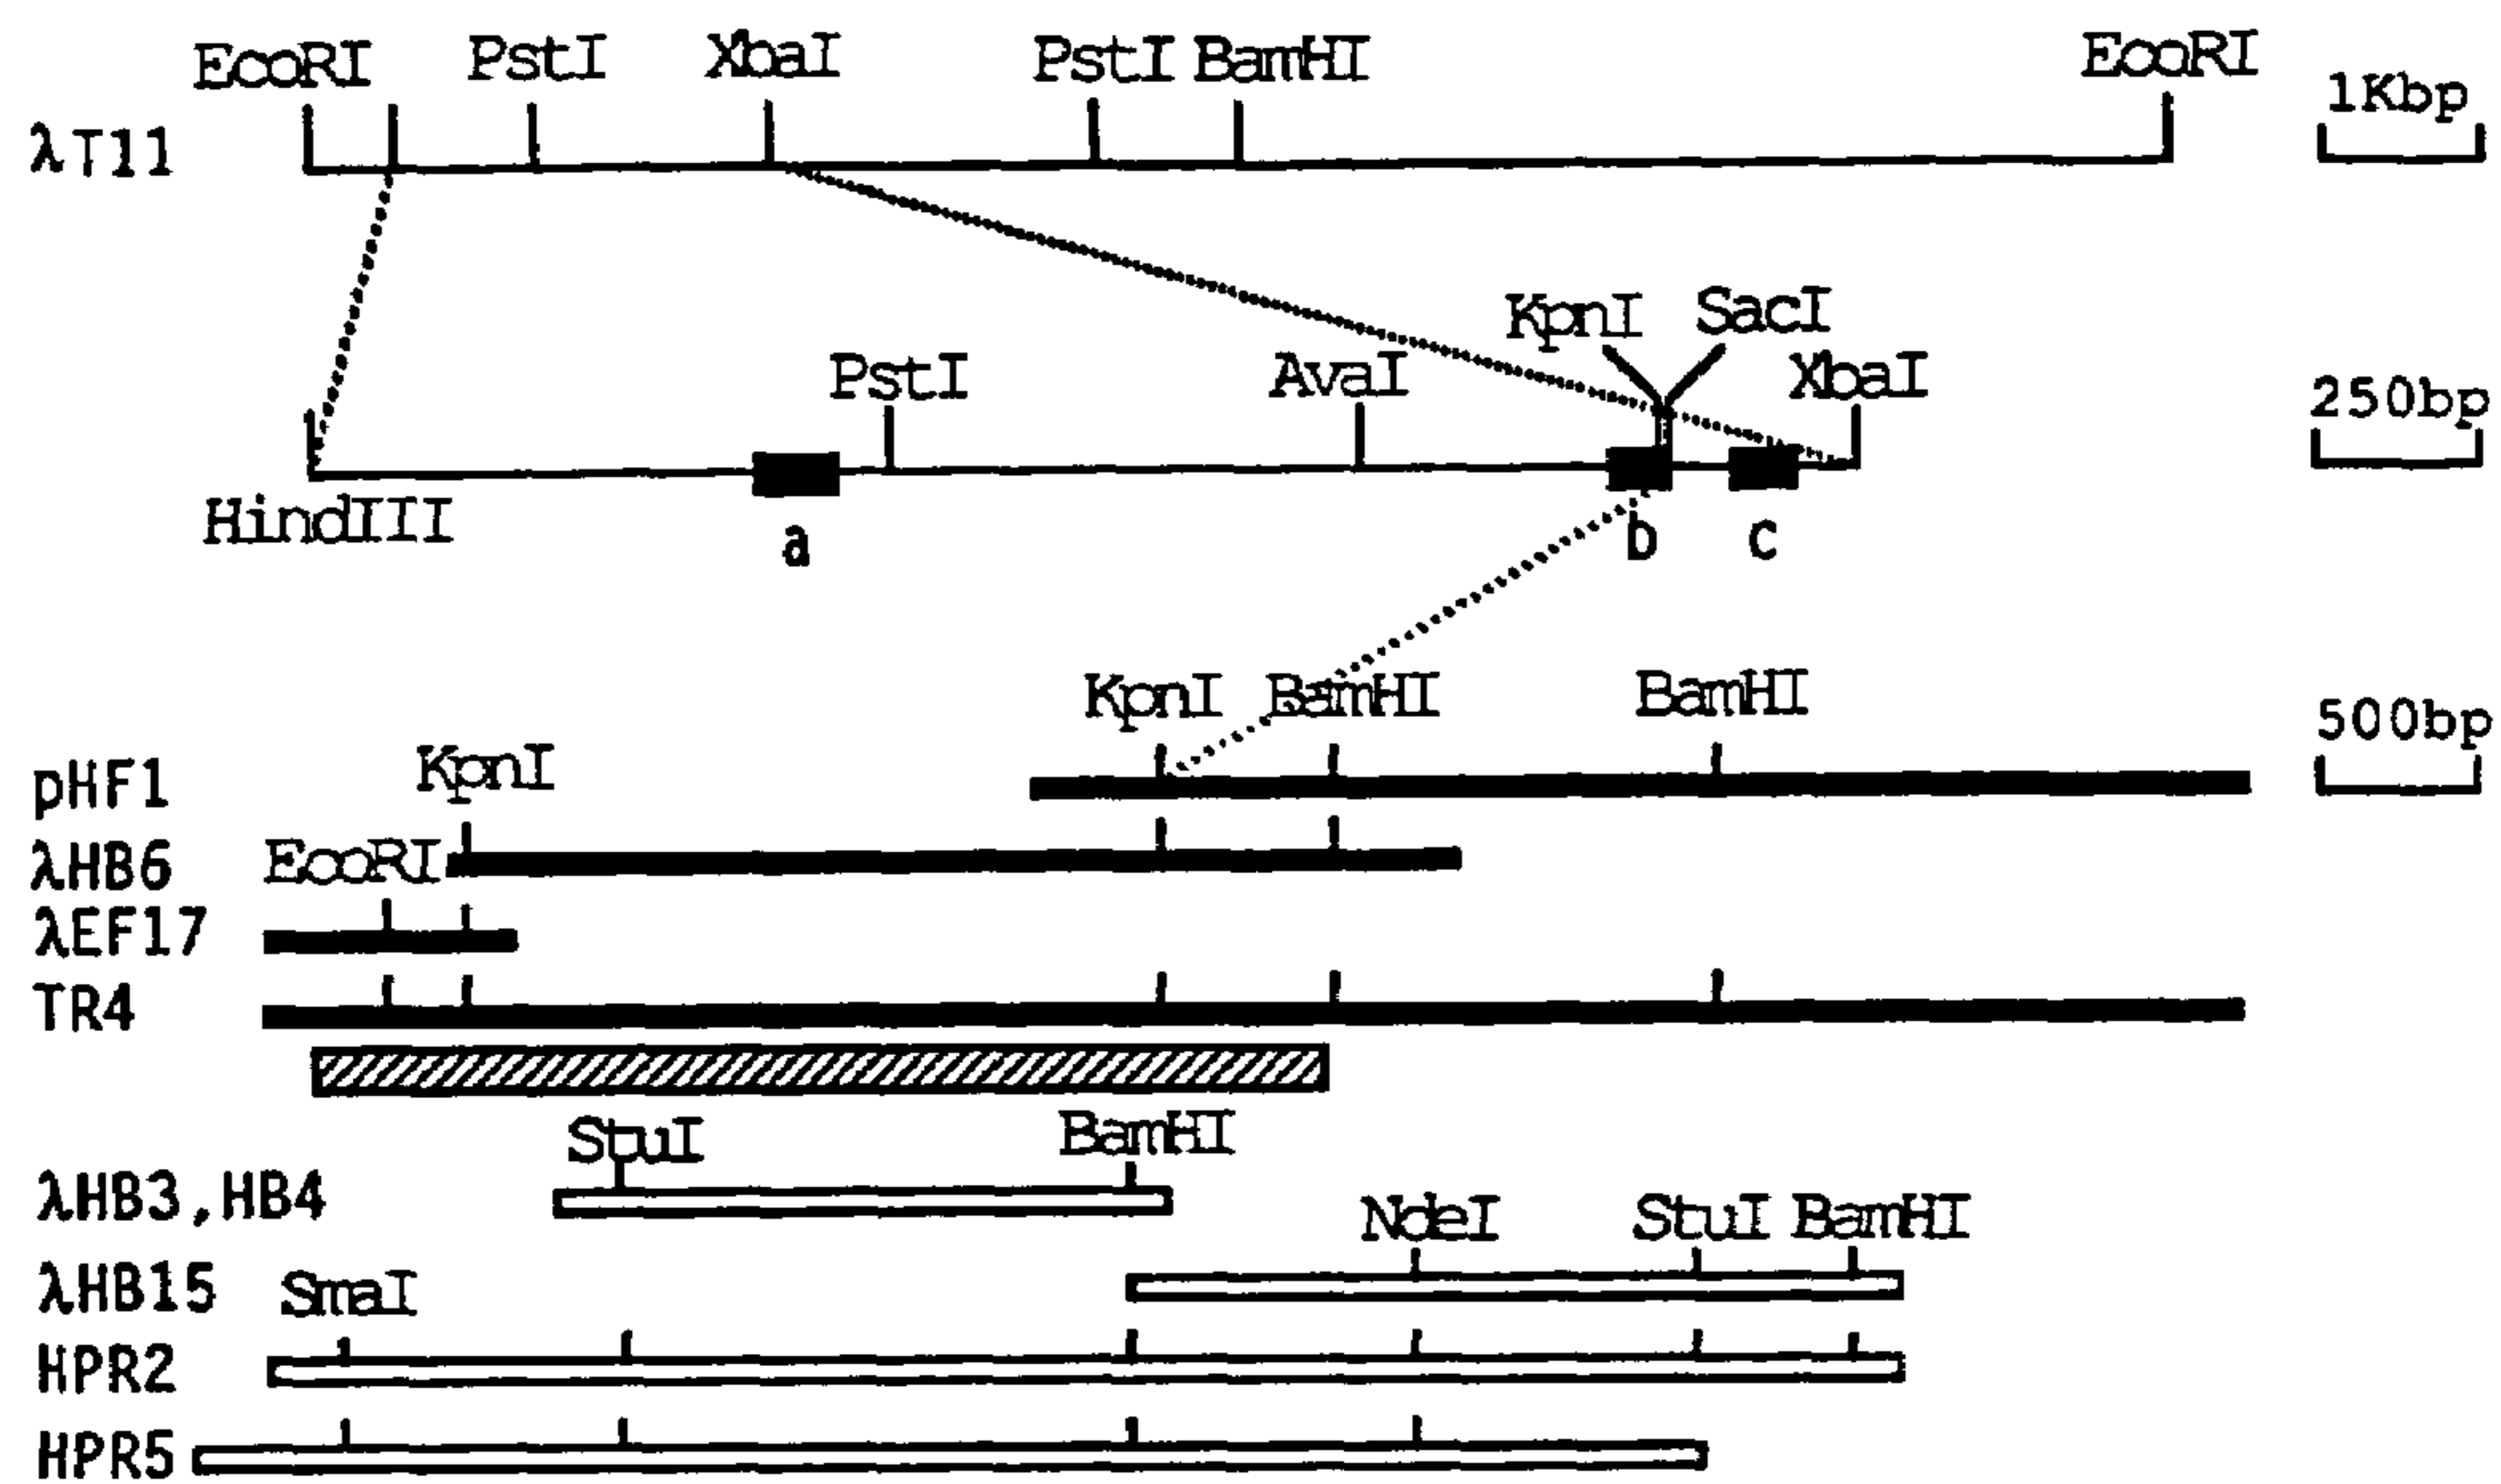 EcoRI PstI XbaI PstI BamHI EcoRI
1Kbp
λT11
KpnI SacI
PstI AvaI XbaI
250bp
HindIII a b c
KpnI BamHI BamHI
500bp
pHF1 KpnI
λHB6 EcoRI
λEF17
TR4
StuI BamHI
λHB3,HB4
NdeI StuI BamHI
λHB15 SmaI
HPR2
HPR5